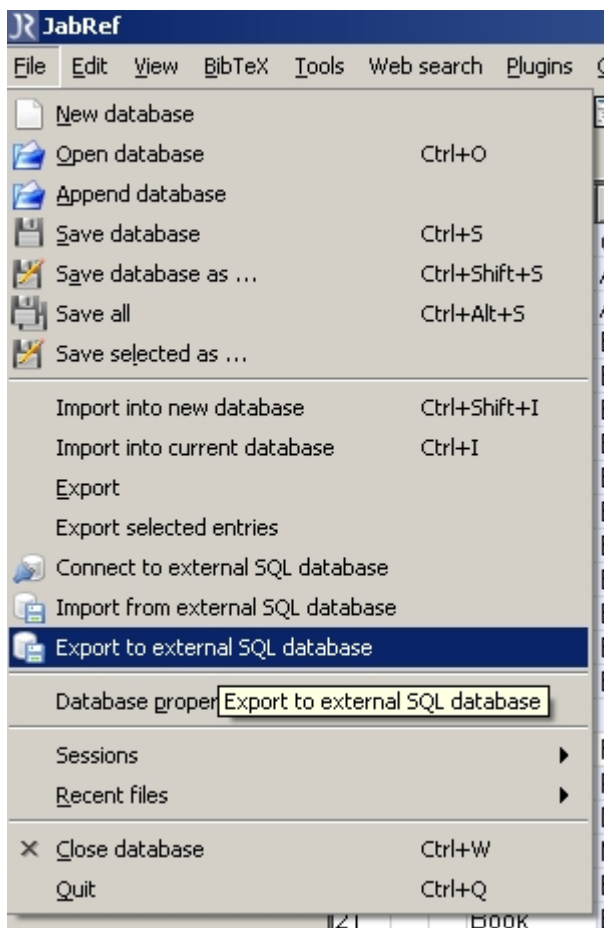 JabRef
File Edit View BibTeX Tools Web search Plugins
New database
Open database Ctrl+O
Append database
Save database Ctrl+S
Save database as ... Ctrl+Shift+S
Save all Ctrl+Alt+S
Save selected as ...
Import into new database Ctrl+Shift+I
Import into current database Ctrl+I
Export
Export selected entries
Connect to external SQL database
Import from external SQL database
Export to external SQL database
Database proper
Export to external SQL database
Sessions
Recent files
Close database Ctrl+W
Quit Ctrl+Q
Book